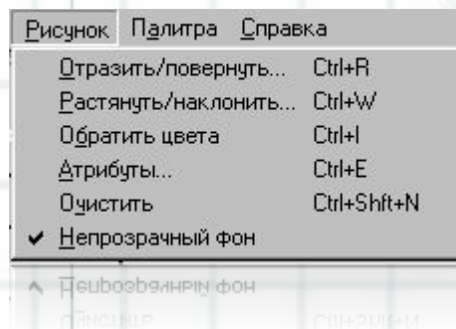 Рисунок Палитра Справка
Отразить/повернуть... Ctrl+R
Растянуть/наклонить... Ctrl+W
Обратить цвета Ctrl+I
Атрибуты... Ctrl+E
Очистить Ctrl+Shft+N
✔ Непрозрачный фон